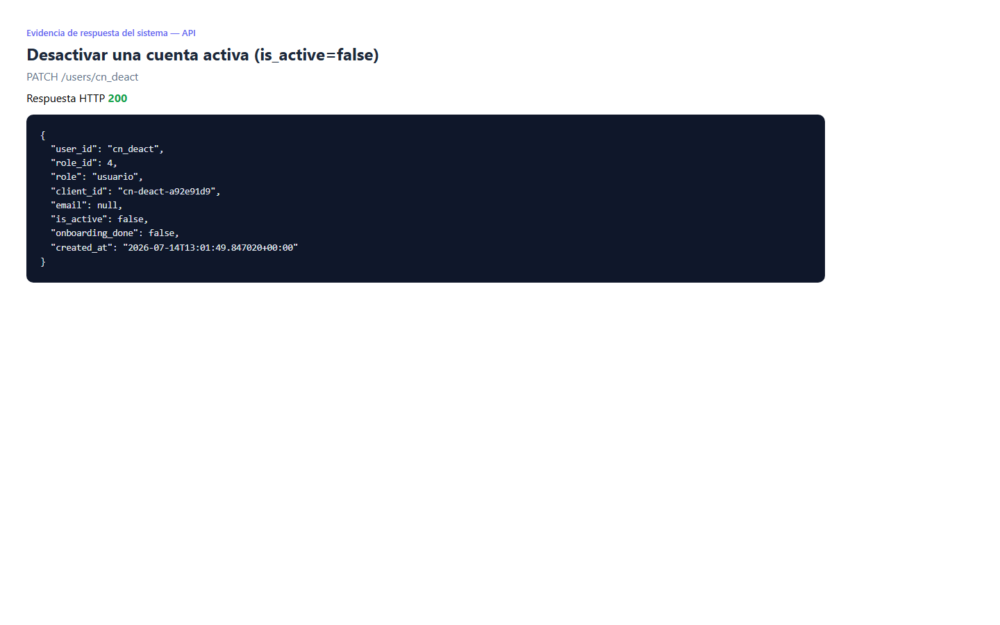 Evidencia de respuesta del sistema — API
Desactivar una cuenta activa (is_active=false)
PATCH /users/cn_deact
Respuesta HTTP 200
{
  "user_id": "cn_deact",
  "role_id": 4,
  "role": "usuario",
  "client_id": "cn-deact-a92e91d9",
  "email": null,
  "is_active": false,
  "onboarding_done": false,
  "created_at": "2026-07-14T13:01:49.847020+00:00"
}